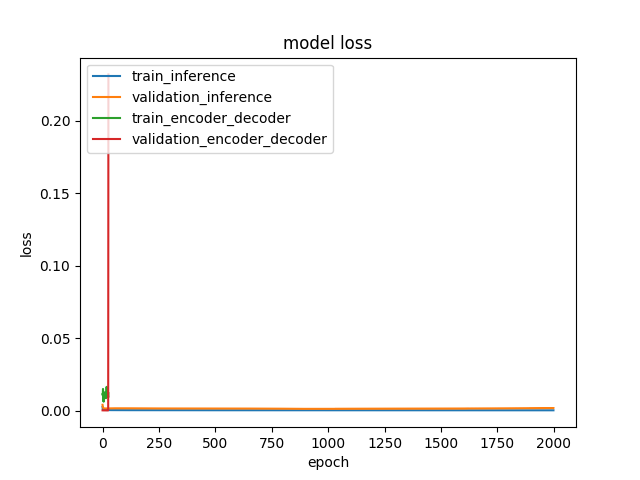 model loss
train_inference
validation_inference
train_encoder_decoder
validation_encoder_decoder
0.20
0.15
0.10
0.05
0.00
loss
0 250 500 750 1000 1250 1500 1750 2000
epoch